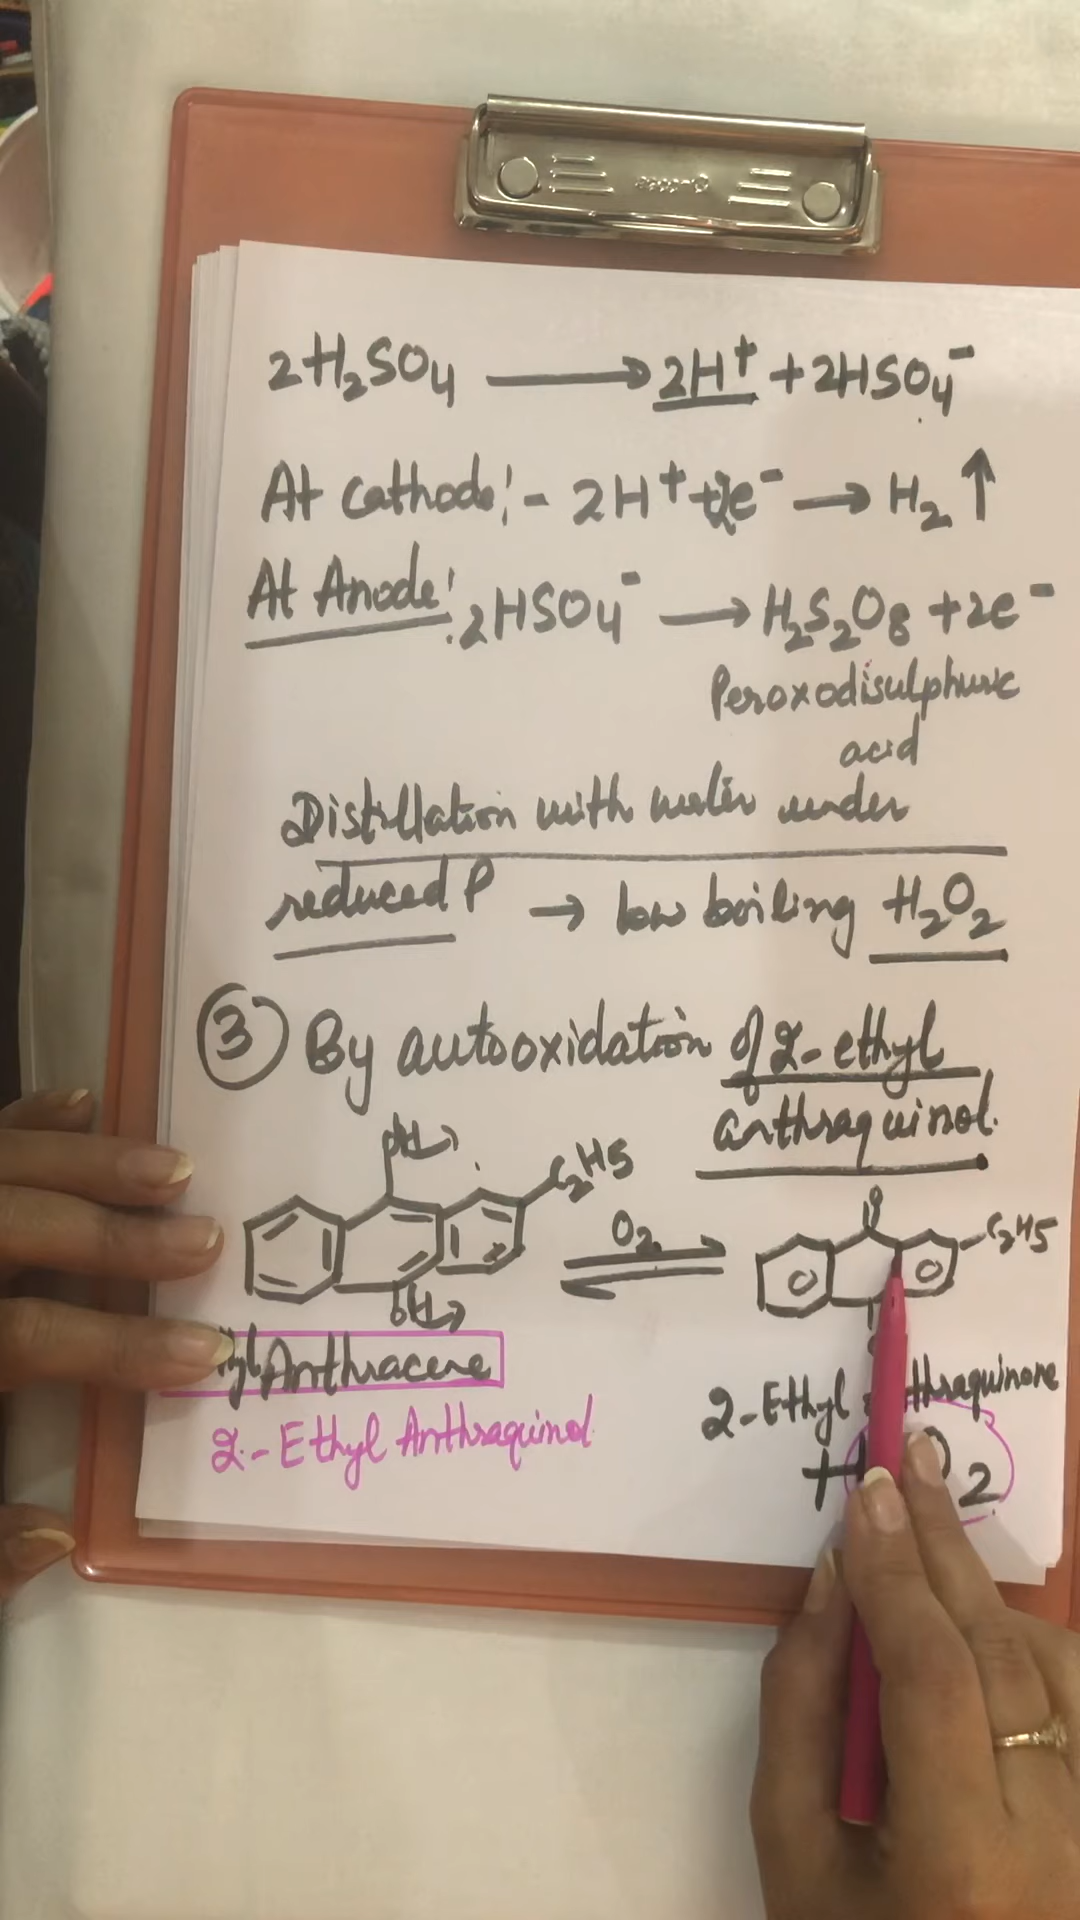 2H₂SO₄ → 2H⁺ + 2HSO₄⁻
At Cathode:- 2H⁺ + 2e⁻ → H₂ ↑
At Anode: 2HSO₄⁻ → H₂S₂O₈ + 2e⁻
Peroxodisulphuric
acid
Distillation with water under
reduced P → low boiling H₂O₂
③ By autooxidation of 2-ethyl
anthraquinol.
OH
C₂H₅
O₂
O
C₂H₅
OH
Anthracene
2-Ethyl Anthraquinol
2-Ethyl
+
O₂